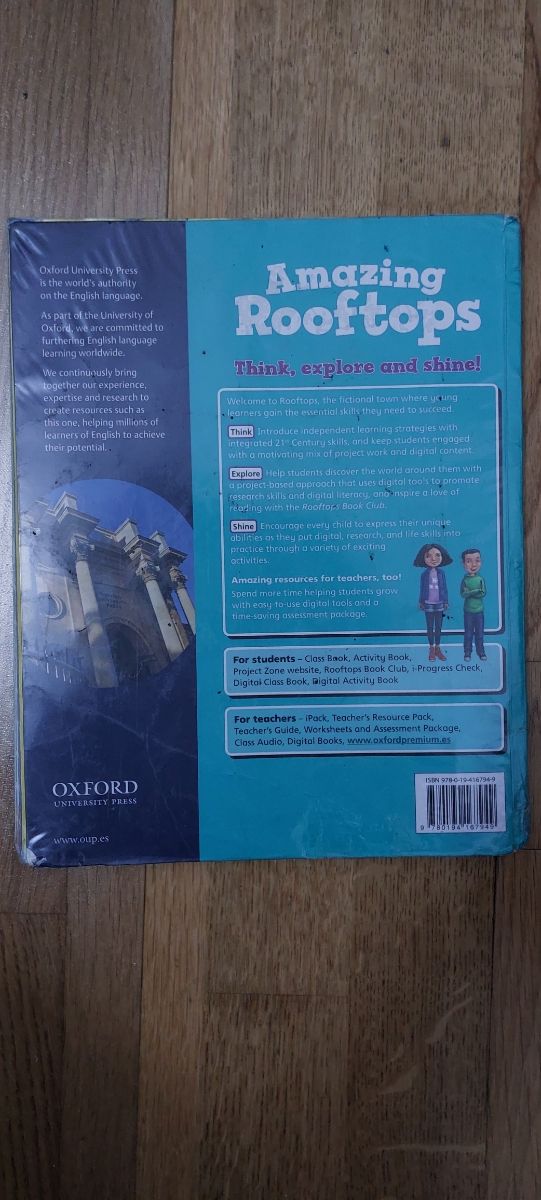 Oxford University Press
is the world's authority
on the English language.
As part of the University of
Oxford, we are committed to
furthering English language
learning worldwide.
We continuously bring
together our experience,
expertise and research to
create resources such as
this one, helping millions of
learners of English to achieve
their potential.
OXFORD
UNIVERSITY PRESS
www.oup.es
Amazing
Rooftops
Think, explore and shine!
Welcome to Rooftops, the fictional town where young
learners gain the essential skills they need to succeed.
Think Introduce independent learning strategies with
integrated 21st Century skills, and keep students engaged
with a motivating mix of project work and digital content.
Explore Help students discover the world around them with
a project-based approach that uses digital tools to promote
research skills and digital literacy, and inspire a love of
reading with the Rooftops Book Club.
Shine Encourage every child to express their unique
abilities as they put digital, research, and life skills into
practice through a variety of exciting
activities.
Amazing resources for teachers, too!
Spend more time helping students grow
with easy-to-use digital tools and a
time-saving assessment package.
For students – Class Book, Activity Book,
Project Zone website, Rooftops Book Club, i-Progress Check,
Digital Class Book, Digital Activity Book
For teachers – iPack, Teacher's Resource Pack,
Teacher's Guide, Worksheets and Assessment Package,
Class Audio, Digital Books, www.oxfordpremium.es
ISBN 978-0-19-416794-9
9 780194 167949